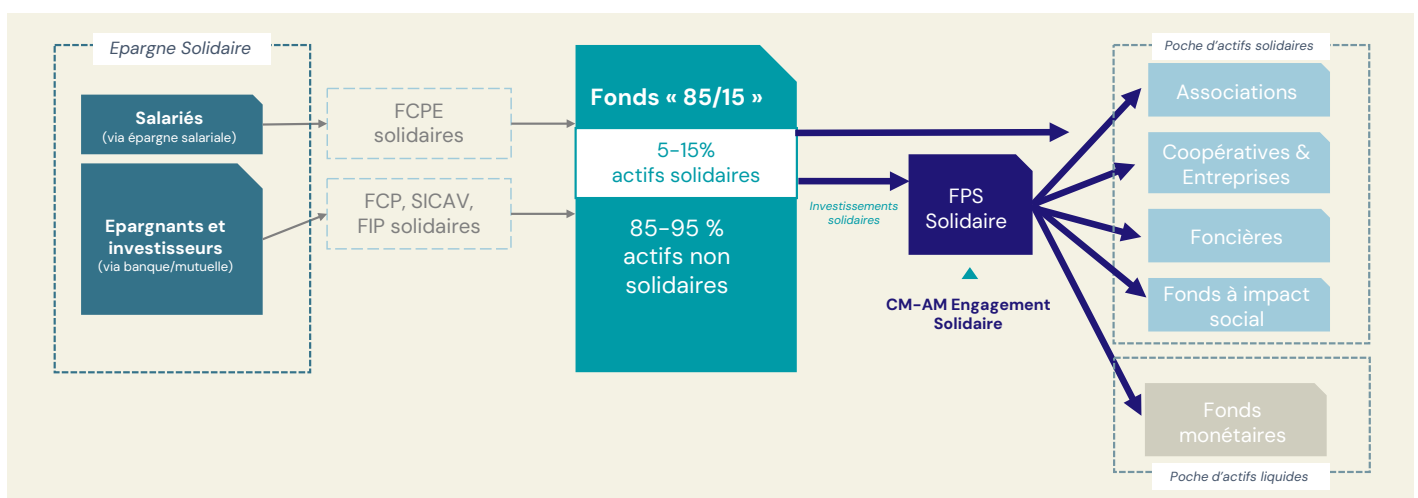 Epargne Solidaire
Salariés
(via épargne salariale)
Epargnants et
investisseurs
(via banque/mutuelle)
FCPE
solidaires
FCP, SICAV,
FIP solidaires
Fonds « 85/15 »
5-15%
actifs solidaires
85-95 %
actifs non
solidaires
Investissements
solidaires
FPS
Solidaire
CM-AM Engagement
Solidaire
Poche d’actifs solidaires
Associations
Coopératives &
Entreprises
Foncières
Fonds à impact
social
Fonds
monétaires
Poche d’actifs liquides